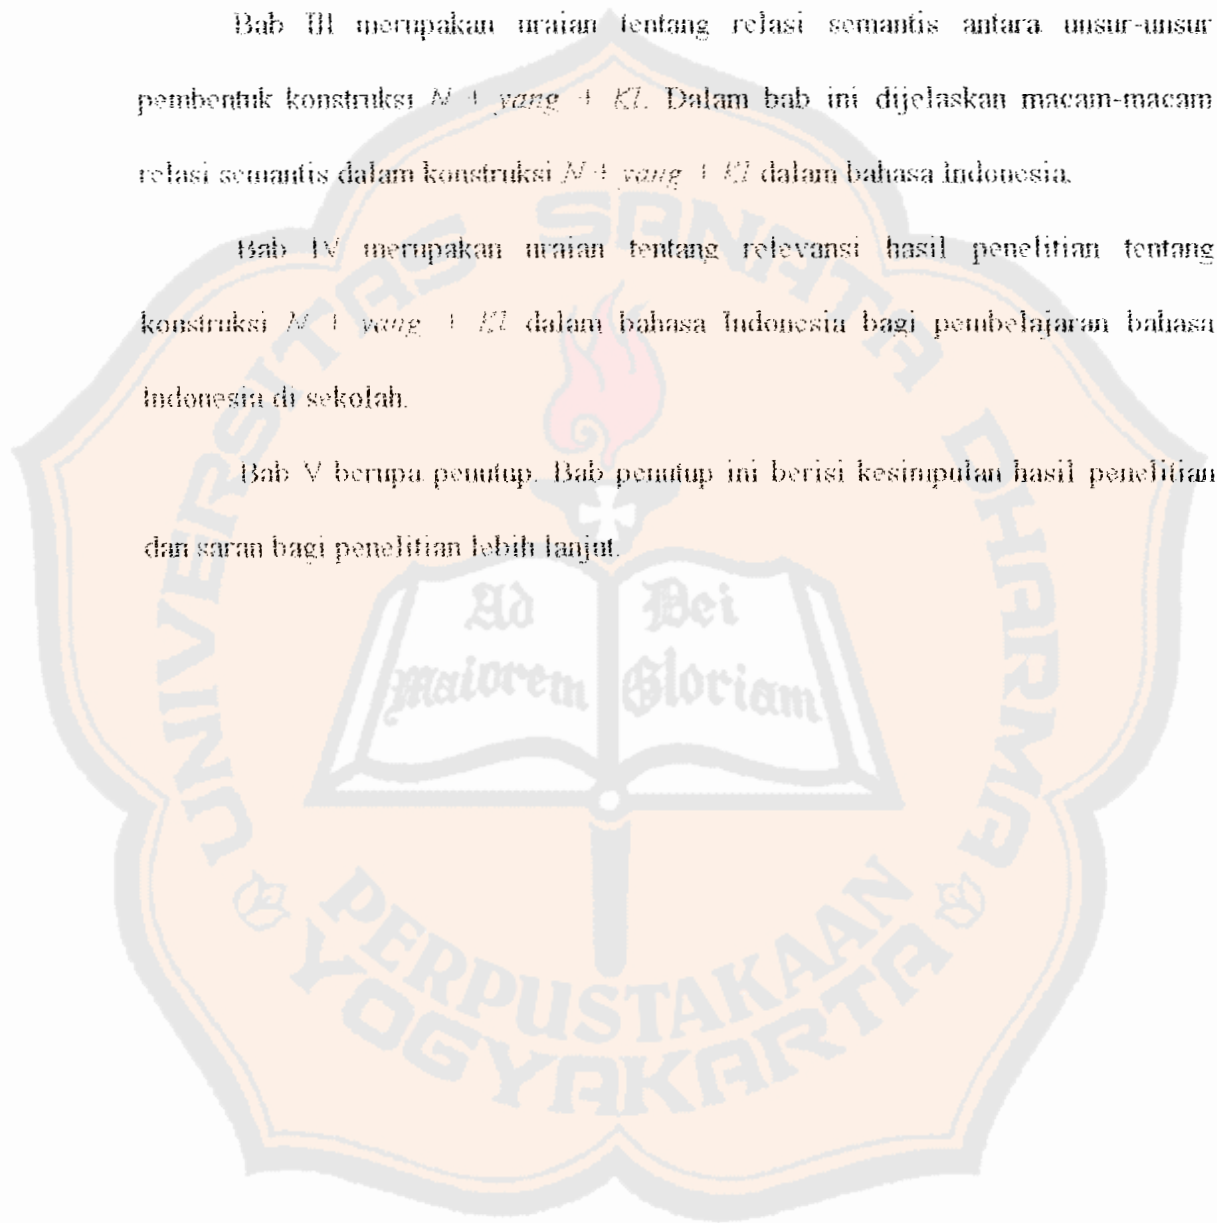 Bab III merupakan uraian tentang relasi semantis antara unsur-unsur
pembentuk konstruksi N + yang + Kl. Dalam bab ini dijelaskan macam-macam
relasi semantis dalam konstruksi N + yang + Kl dalam bahasa Indonesia.
Bab IV merupakan uraian tentang relevansi hasil penelitian tentang
konstruksi N + yang + Kl dalam bahasa Indonesia bagi pembelajaran bahasa
Indonesia di sekolah.
Bab V berupa penutup. Bab penutup ini berisi kesimpulan hasil penelitian
dan saran bagi penelitian lebih lanjut.
UNIVERSITAS SANATA DHARMA
Ad Dei
Maiorem Gloriam
PERPUSTAKAAN
YOGYAKARTA